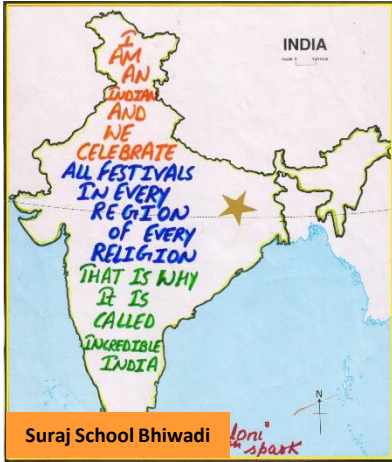 INDIA
I
AM
AN
INDIAN
AND
WE
CELEBRATE
ALL FESTIVALS
IN EVERY
REGION
OF EVERY
RELIGION
THAT IS WHY
IT IS
CALLED
INCREDIBLE
INDIA
N
Suraj School Bhiwadi
spark